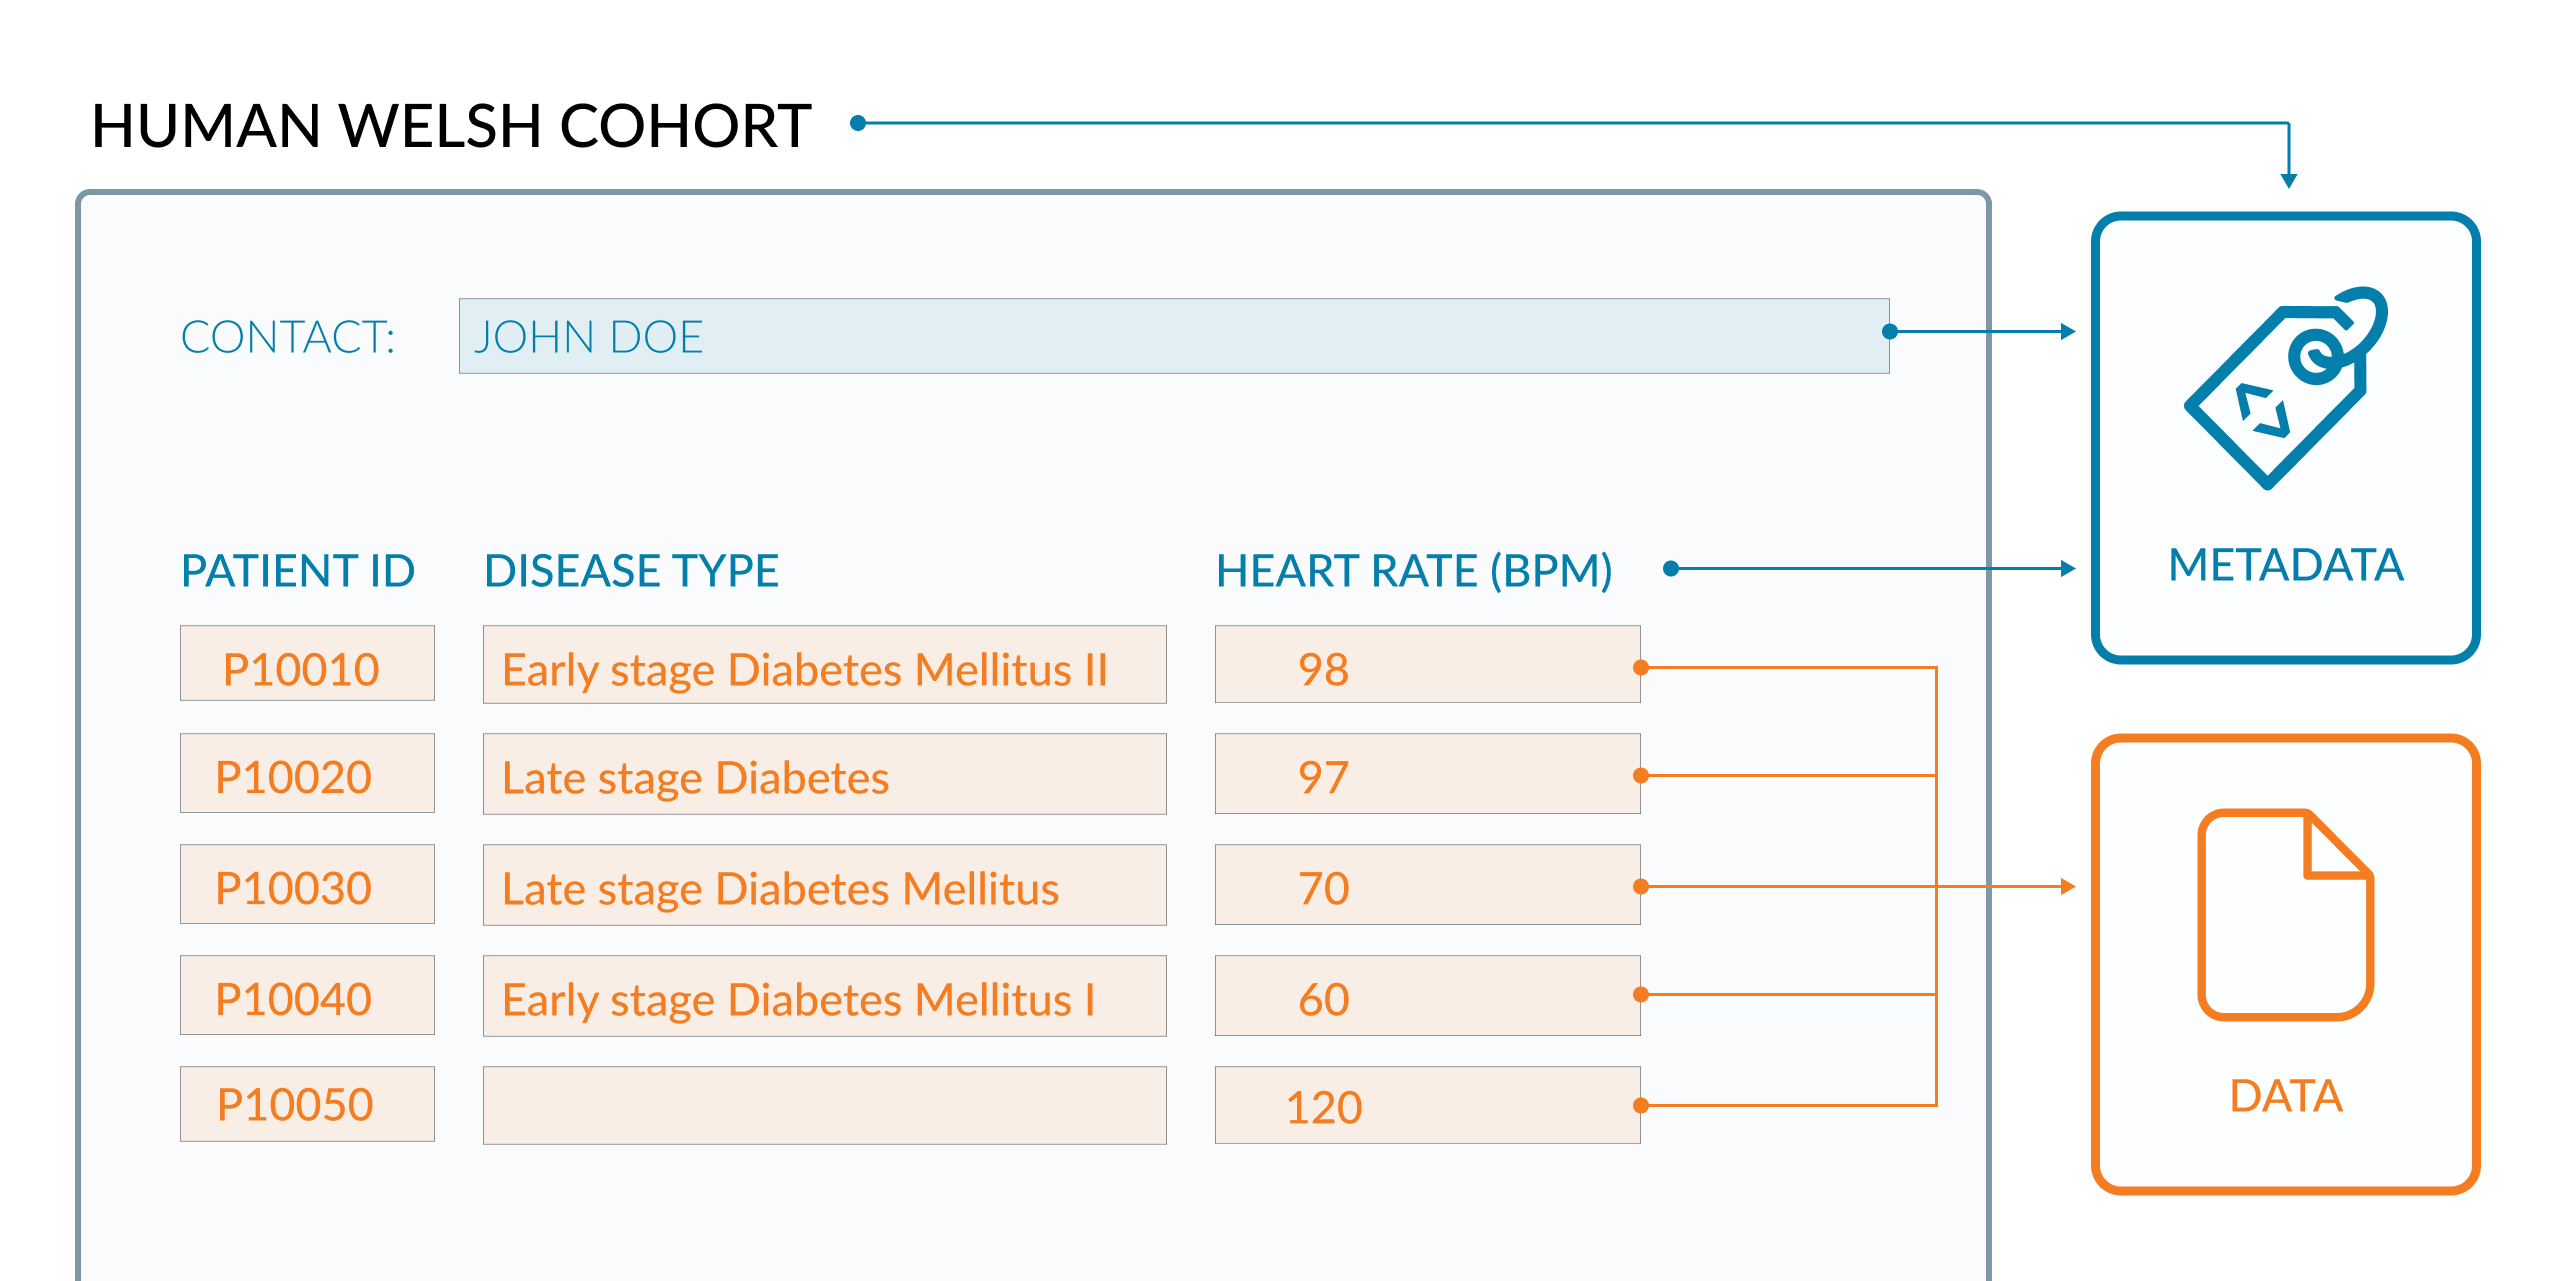 HUMAN WELSH COHORT
CONTACT: JOHN DOE
PATIENT ID DISEASE TYPE HEART RATE (BPM)
P10010 Early stage Diabetes Mellitus II 98
P10020 Late stage Diabetes 97
P10030 Late stage Diabetes Mellitus 70
P10040 Early stage Diabetes Mellitus I 60
P10050 120
METADATA
DATA